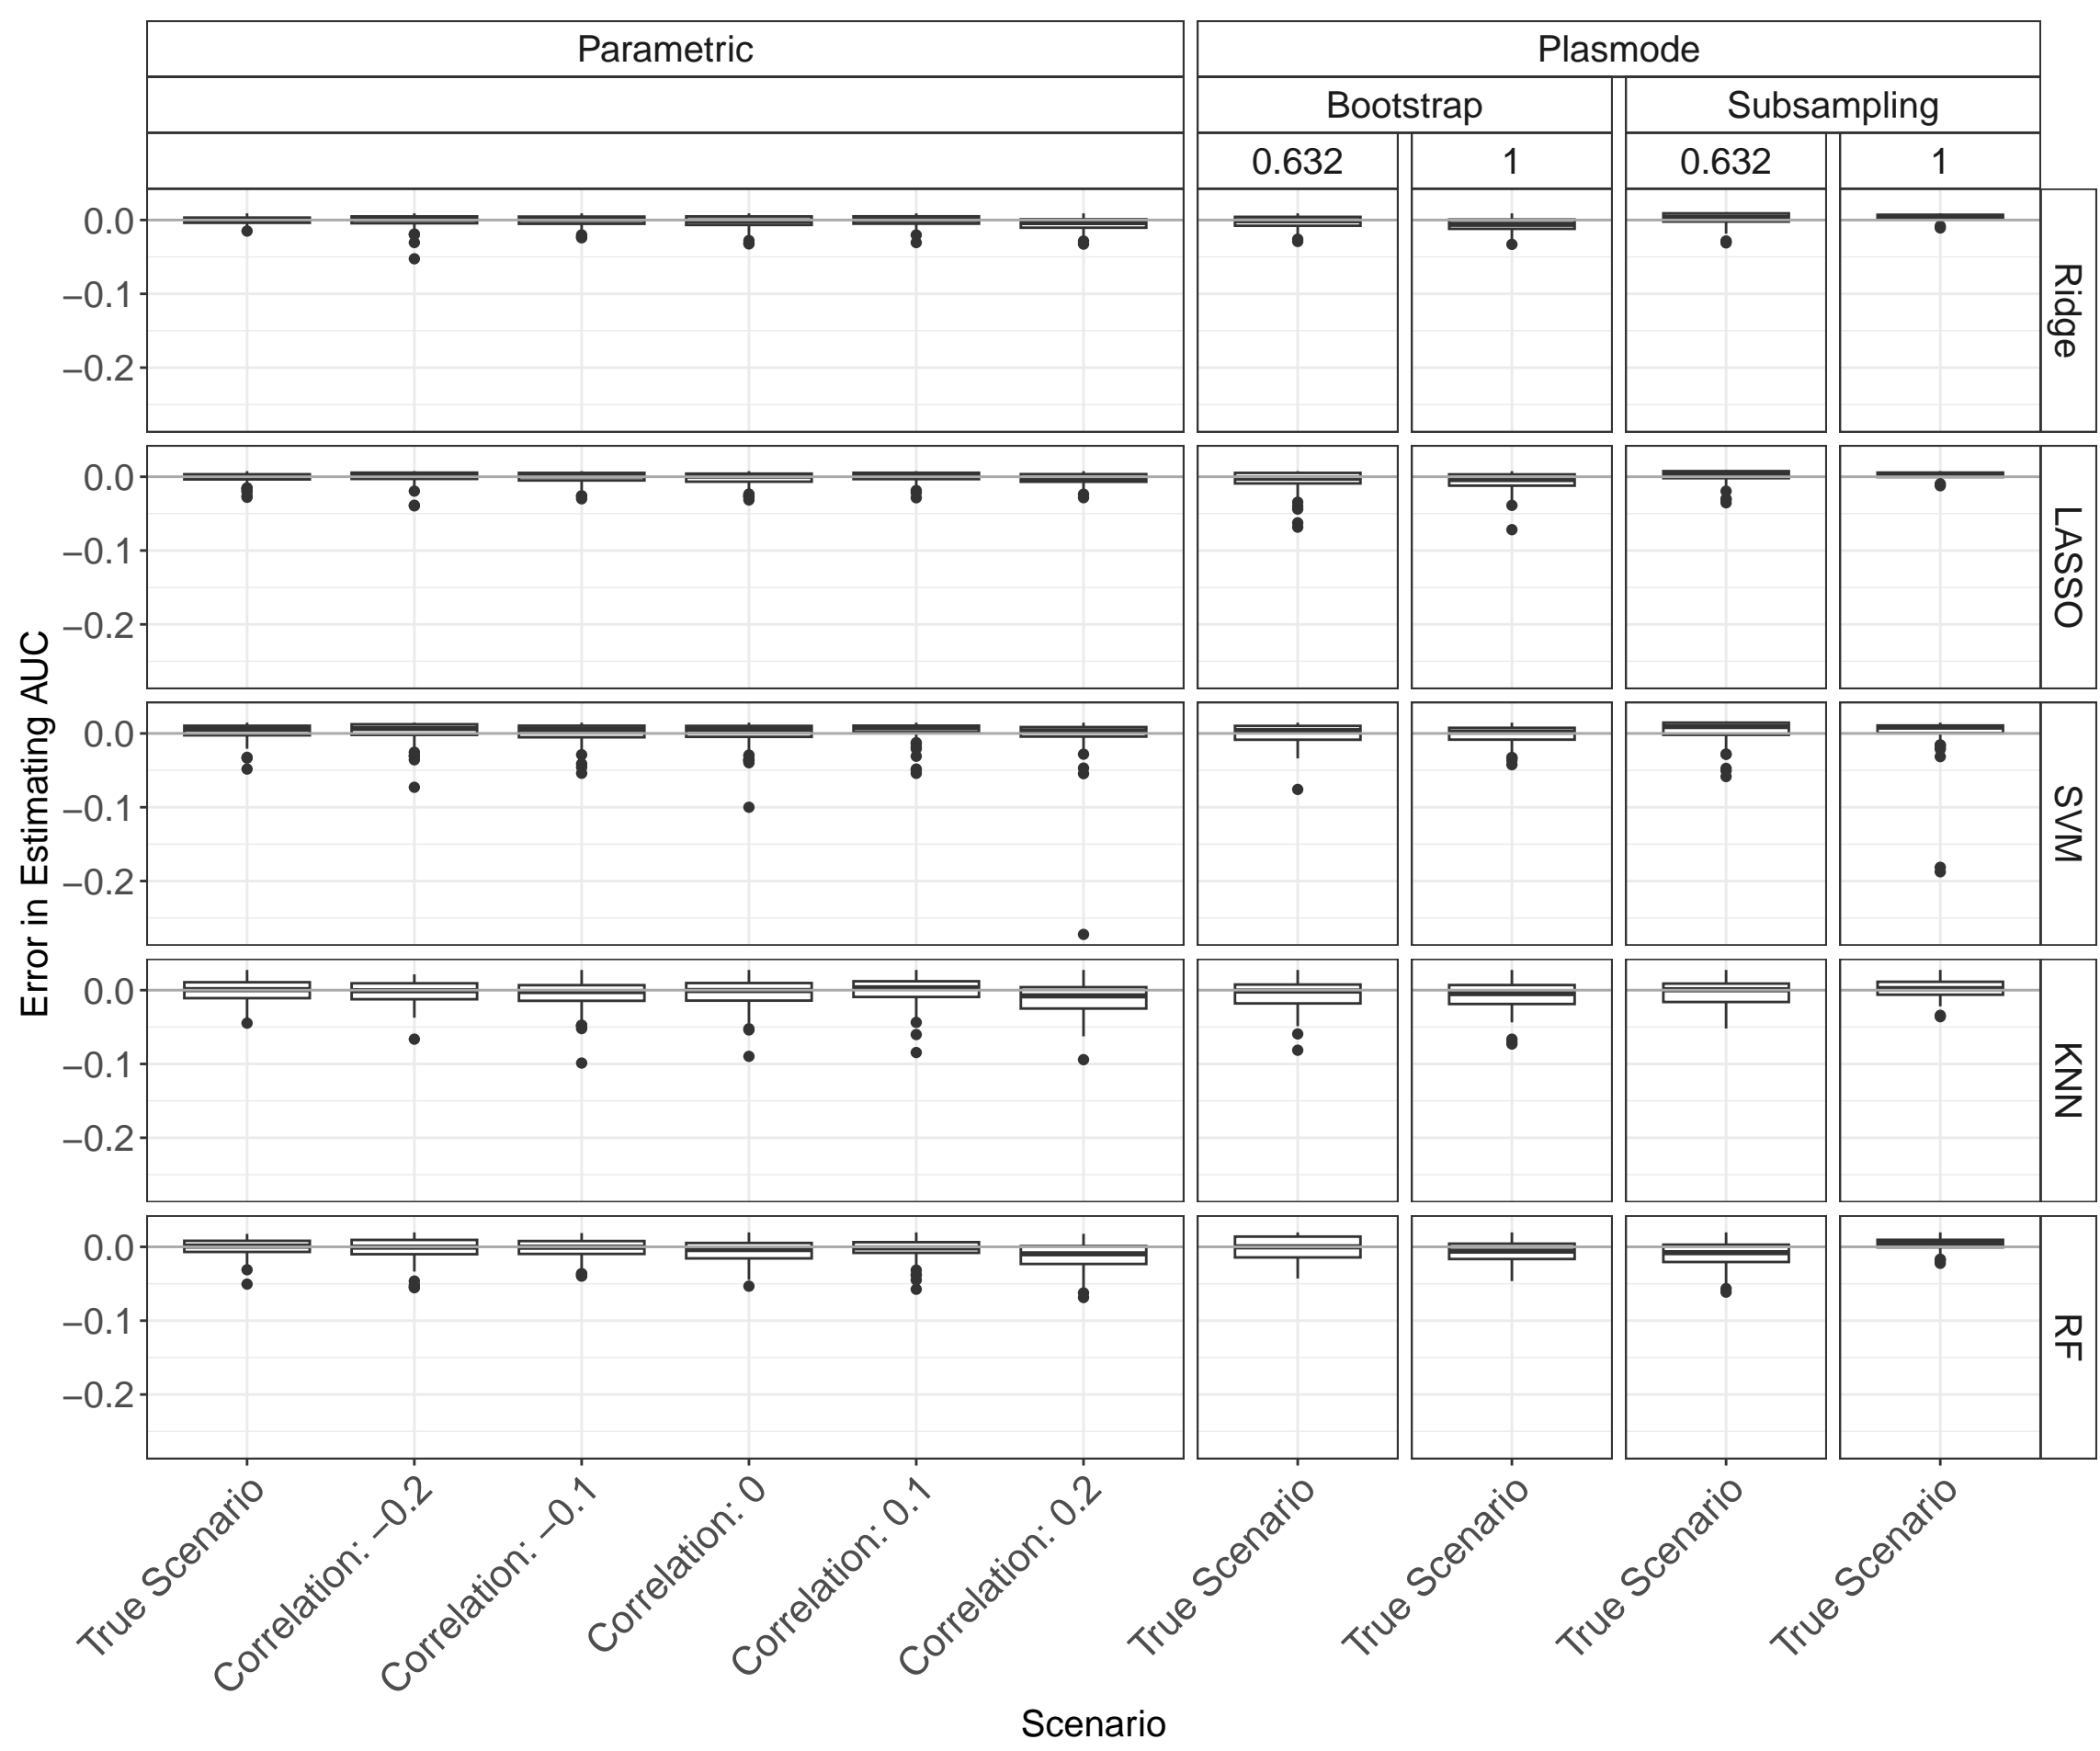 Parametric
Plasmode
Bootstrap
Subsampling
0.632
1
0.632
1
0.0
−0.1
−0.2
Ridge
0.0
−0.1
−0.2
LASSO
0.0
−0.1
−0.2
SVM
0.0
−0.1
−0.2
KNN
0.0
−0.1
−0.2
RF
Error in Estimating AUC
True Scenario
Correlation: −0.2
Correlation: −0.1
Correlation: 0
Correlation: 0.1
Correlation: 0.2
True Scenario
True Scenario
True Scenario
True Scenario
Scenario